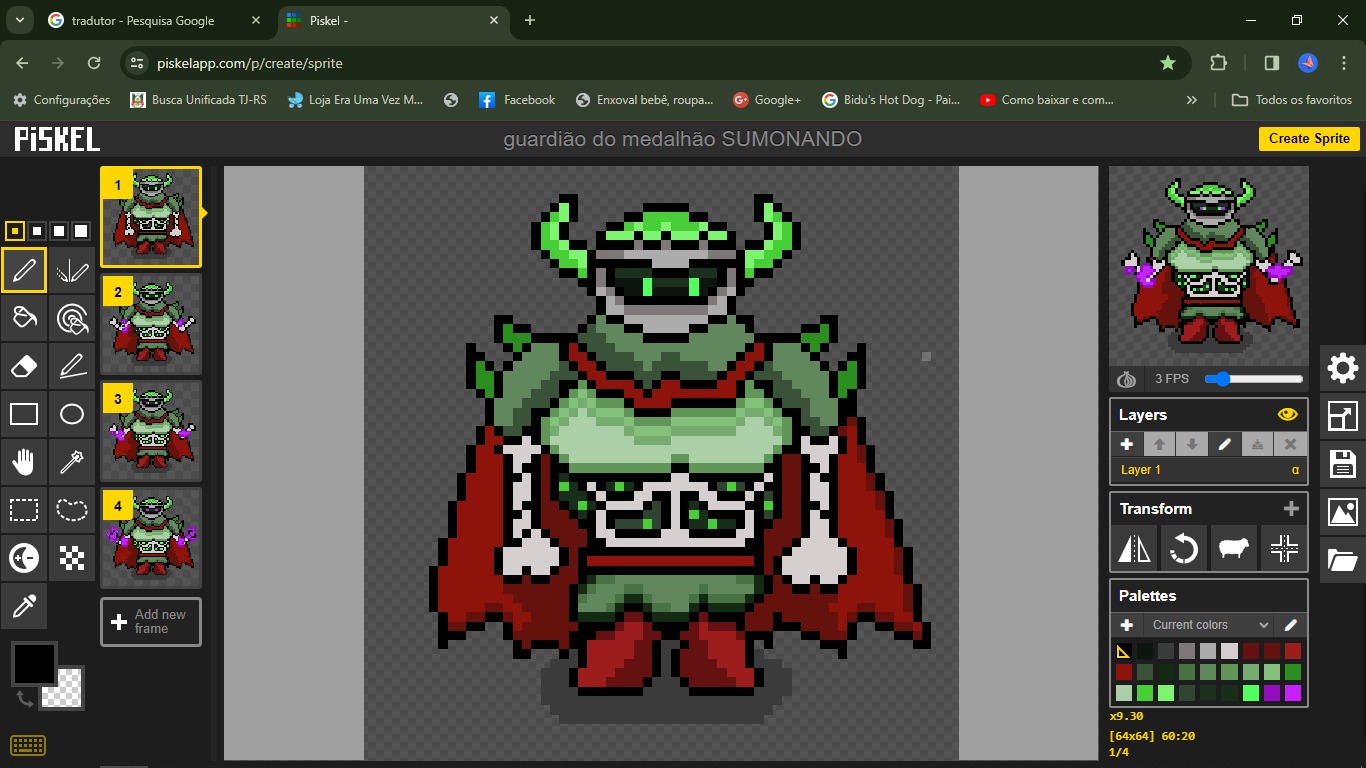 tradutor - Pesquisa Google
Piskel -
piskelapp.com/p/create/sprite
Configurações
Busca Unificada TJ-RS
Loja Era Uma Vez M...
Facebook
Enxoval bebê, roupa...
Google+
Bidu's Hot Dog - Pai...
Como baixar e com...
Todos os favoritos
PiSKEL
guardião do medalhão SUMONANDO
Create Sprite
1
2
3
4
Add new
frame
3 FPS
Layers
Layer 1
α
Transform
Palettes
Current colors
x9.30
[64x64] 60:20
1/4